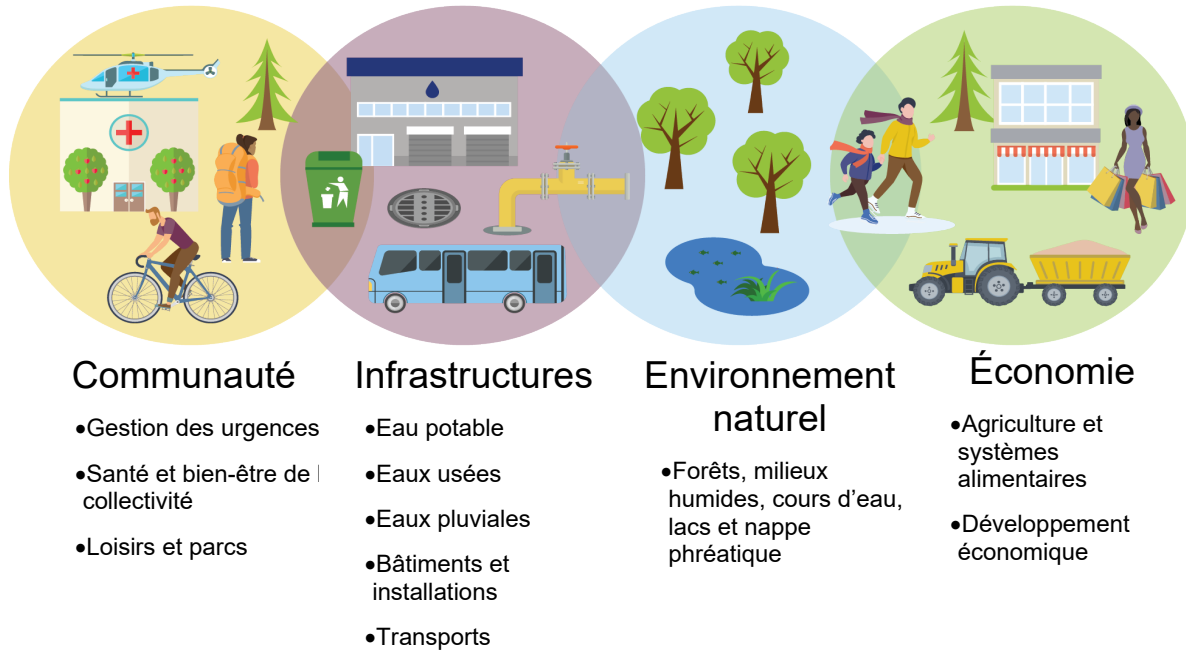 Communauté
•Gestion des urgences
•Santé et bien-être de
collectivité
•Loisirs et parcs
Infrastructures
•Eau potable
•Eaux usées
•Eaux pluviales
•Bâtiments et
installations
•Transports
Environnement
naturel
•Forêts, milieux
humides, cours d’eau,
lacs et nappe
phréatique
Économie
•Agriculture et
systèmes
alimentaires
•Développement
économique